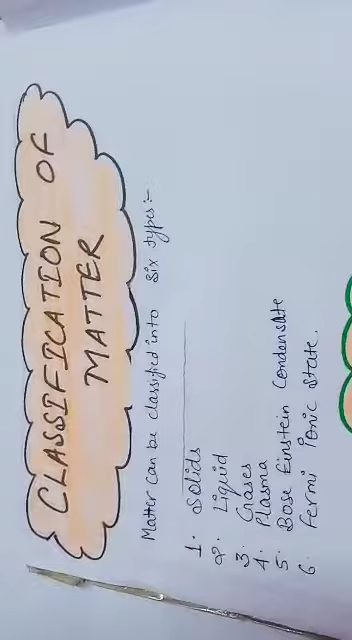 CLASSIFICATION OF
MATTER
Matter can be classified into six types:-
1. Solids
2. Liquid
3. Gases
4. Plasma
5. Bose Einstein Condensate
6. Fermi Ionic State.